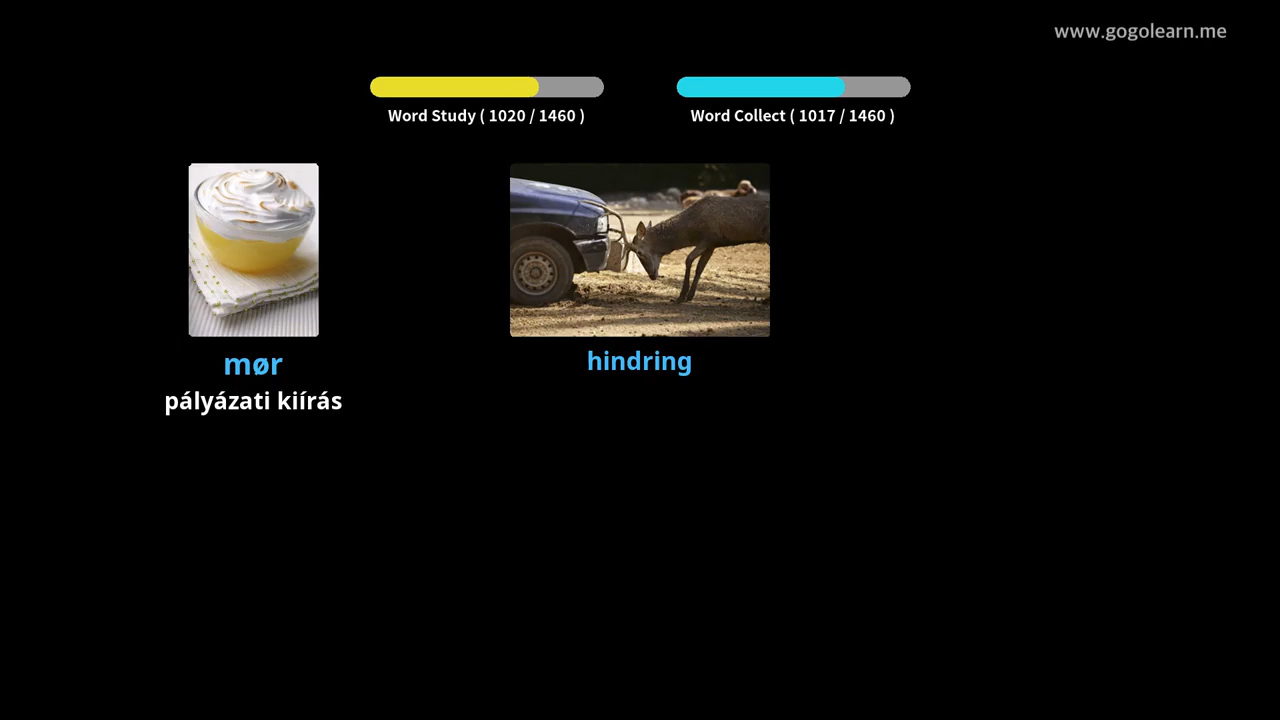 www.gogolearn.me
Word Study ( 1020 / 1460 )
Word Collect ( 1017 / 1460 )
mør
pályázati kiírás
hindring